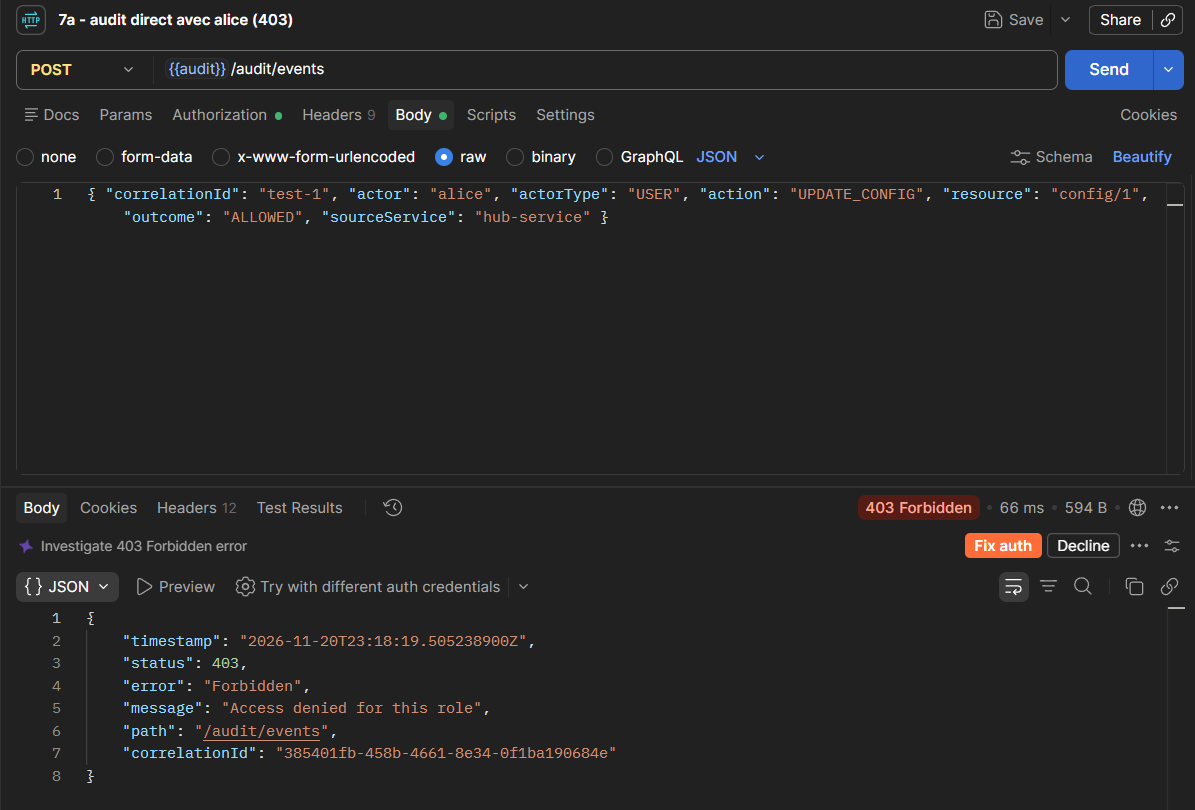 HTTP 7a - audit direct avec alice (403) Save Share
POST {{audit}} /audit/events Send
Docs Params Authorization Headers 9 Body Scripts Settings Cookies
none form-data x-www-form-urlencoded raw binary GraphQL JSON Schema Beautify
1 { "correlationId": "test-1", "actor": "alice", "actorType": "USER", "action": "UPDATE_CONFIG", "resource": "config/1",
"outcome": "ALLOWED", "sourceService": "hub-service" }
Body Cookies Headers 12 Test Results 403 Forbidden 66 ms 594 B
Investigate 403 Forbidden error Fix auth Decline
{} JSON Preview Try with different auth credentials
1 {
2 "timestamp": "2026-11-20T23:18:19.505238900Z",
3 "status": 403,
4 "error": "Forbidden",
5 "message": "Access denied for this role",
6 "path": "/audit/events",
7 "correlationId": "385401fb-458b-4661-8e34-0f1ba190684e"
8 }